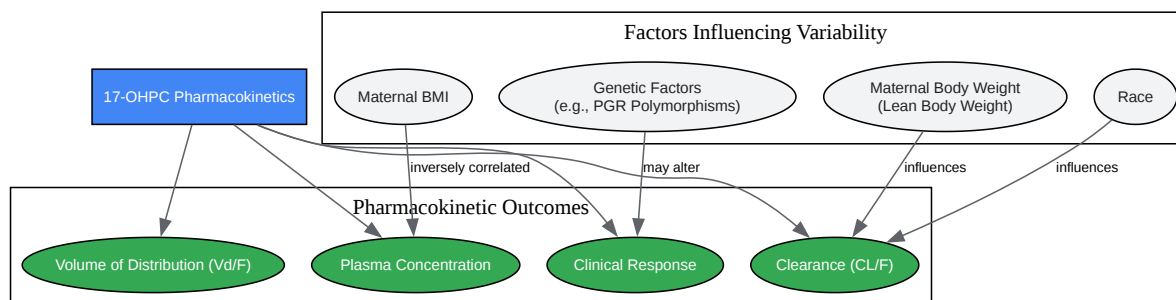 Factors Influencing Variability
17-OHPC Pharmacokinetics
Maternal BMI
Genetic Factors
(e.g., PGR Polymorphisms)
Maternal Body Weight
(Lean Body Weight)
Race
inversely correlated
may alter
influences
influences
Pharmacokinetic Outcomes
Volume of Distribution (Vd/F)
Plasma Concentration
Clinical Response
Clearance (CL/F)